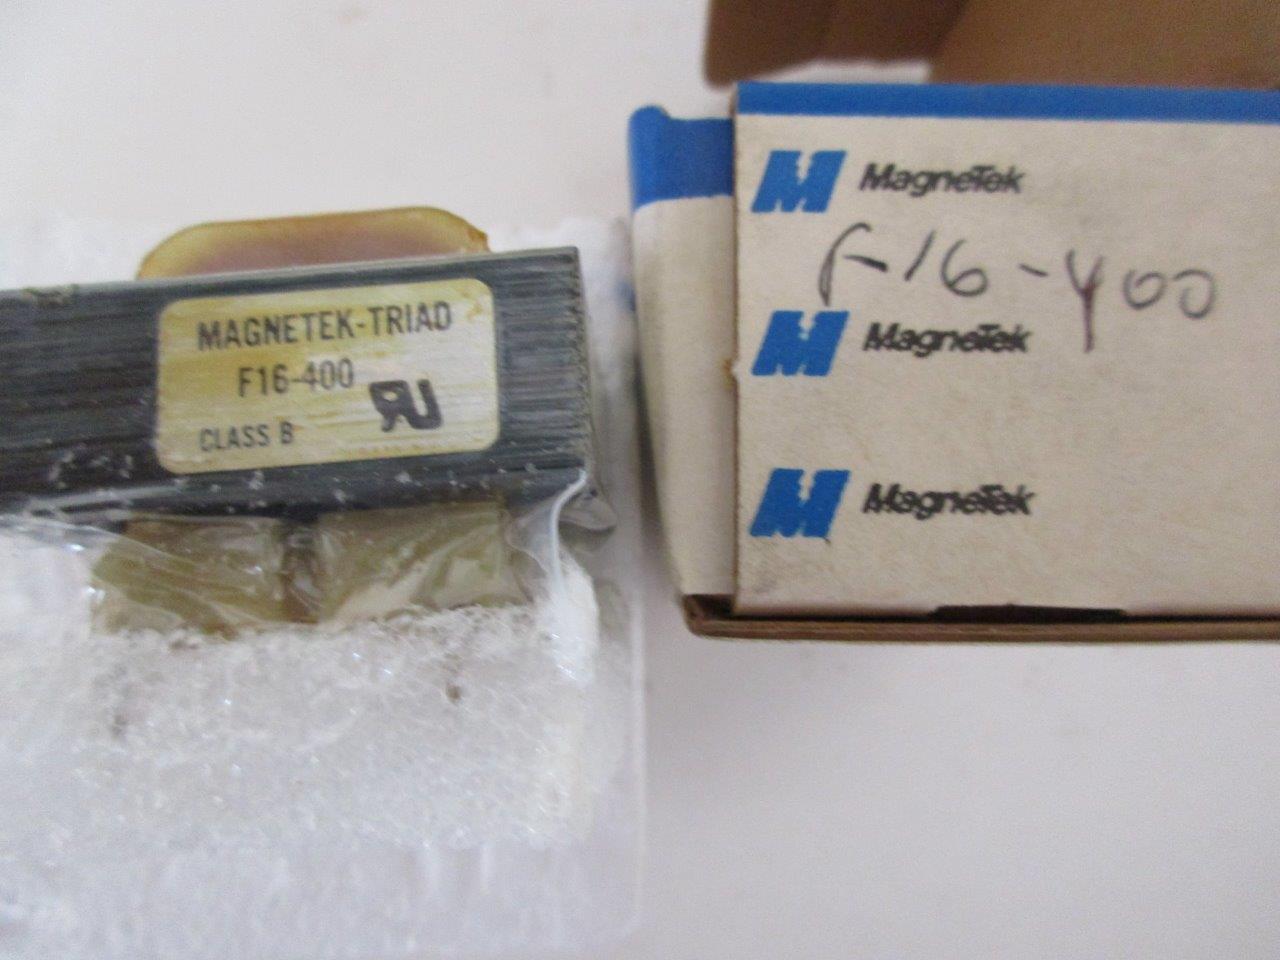 MAGNETEK-TRIAD
F16-400
CLASS B
MagneTek
F-16-400
MagneTek
MagneTek